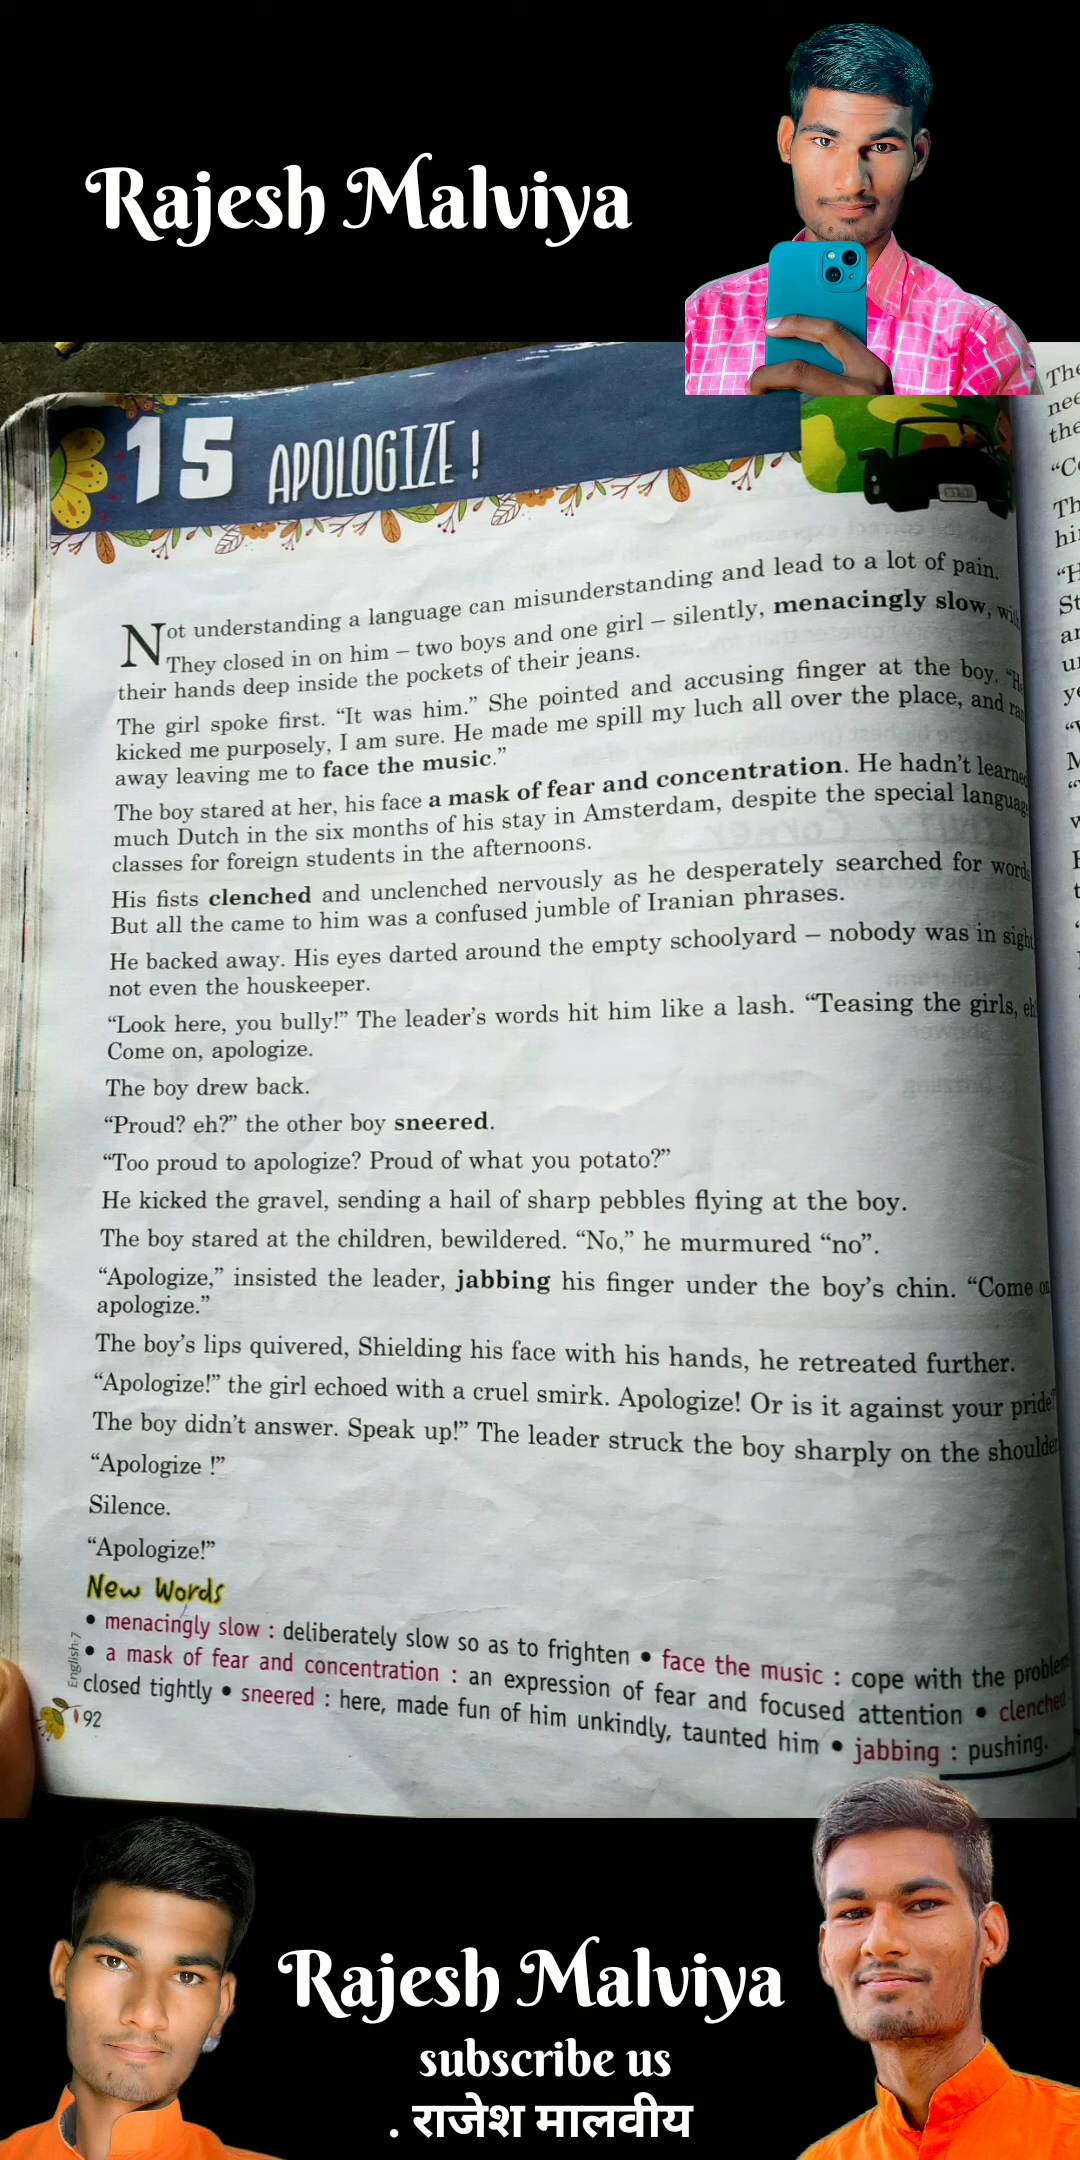 Rajesh Malviya
15 APOLOGIZE !
Not understanding a language can misunderstanding and lead to a lot of pain.
They closed in on him – two boys and one girl – silently, menacingly slow,
their hands deep inside the pockets of their jeans.
The girl spoke first. “It was him.” She pointed and accusing finger at the boy.
kicked me purposely, I am sure. He made me spill my luch all over the place, and
away leaving me to face the music.”
The boy stared at her, his face a mask of fear and concentration. He hadn’t learned
much Dutch in the six months of his stay in Amsterdam, despite the special language
classes for foreign students in the afternoons.
His fists clenched and unclenched nervously as he desperately searched for words
But all the came to him was a confused jumble of Iranian phrases.
He backed away. His eyes darted around the empty schoolyard – nobody was in sight
not even the houskeeper.
“Look here, you bully!” The leader’s words hit him like a lash. “Teasing the girls, eh
Come on, apologize.
The boy drew back.
“Proud? eh?” the other boy sneered.
“Too proud to apologize? Proud of what you potato?”
He kicked the gravel, sending a hail of sharp pebbles flying at the boy.
The boy stared at the children, bewildered. “No,” he murmured “no”.
“Apologize,” insisted the leader, jabbing his finger under the boy’s chin. “Come on
apologize.”
The boy’s lips quivered, Shielding his face with his hands, he retreated further.
“Apologize!” the girl echoed with a cruel smirk. Apologize! Or is it against your pride?
The boy didn’t answer. Speak up!” The leader struck the boy sharply on the shoulder
“Apologize !”
Silence.
“Apologize!”
New Words
• menacingly slow : deliberately slow so as to frighten • face the music : cope with the problem
• a mask of fear and concentration : an expression of fear and focused attention • clenched
closed tightly • sneered : here, made fun of him unkindly, taunted him • jabbing : pushing.
English-7
92
Rajesh Malviya
subscribe us
. राजेश मालवीय